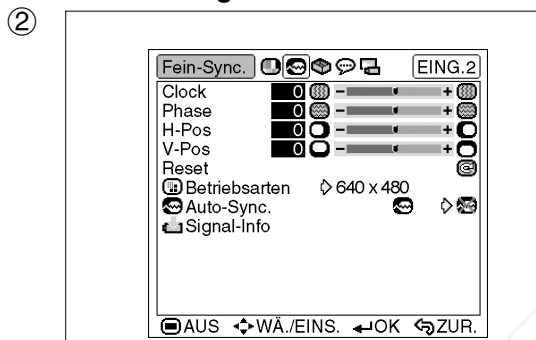 ②
Fein-Sync. EING.2
Clock 0 - +
Phase 0 - +
H-Pos 0 - +
V-Pos 0 - +
Reset
Betriebsarten 640 x 480
Auto-Sync.
Signal-Info
AUS WÄ./EINS. OK ZUR.